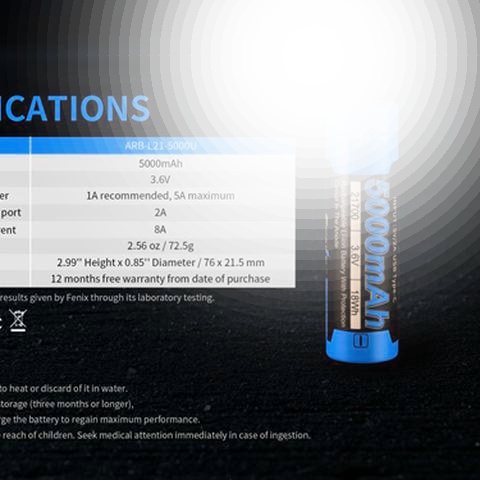 ICATIONS
ARB-L21-5000U
5000mAh
3.6V
er 1A recommended, 5A maximum
port 2A
ent 8A
2.56 oz / 72.5g
2.99'' Height x 0.85'' Diameter / 76 x 21.5 mm
12 months free warranty from date of purchase
results given by Fenix through its laboratory testing.
to heat or discard of it in water.
storage (three months or longer),
rge the battery to regain maximum performance.
reach of children. Seek medical attention immediately in case of ingestion.
21700 3.6V 18Wh
5000mAh